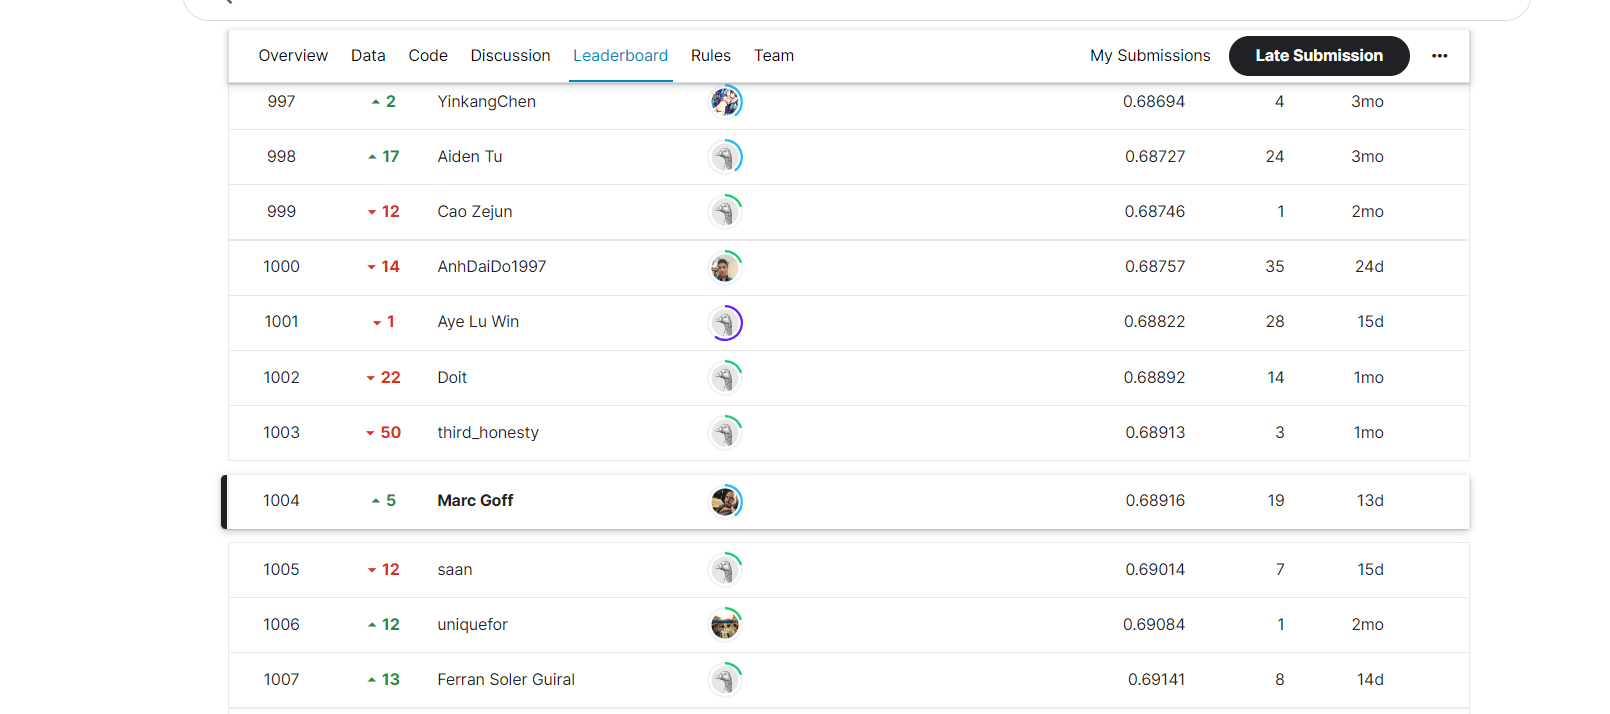 Overview Data Code Discussion Leaderboard Rules Team My Submissions Late Submission ...
997 2 YinkangChen 0.68694 4 3mo
998 17 Aiden Tu 0.68727 24 3mo
999 12 Cao Zejun 0.68746 1 2mo
1000 14 AnhDaiDo1997 0.68757 35 24d
1001 1 Aye Lu Win 0.68822 28 15d
1002 22 Doit 0.68892 14 1mo
1003 50 third_honesty 0.68913 3 1mo
1004 5 Marc Goff 0.68916 19 13d
1005 12 saan 0.69014 7 15d
1006 12 uniquefor 0.69084 1 2mo
1007 13 Ferran Soler Guiral 0.69141 8 14d